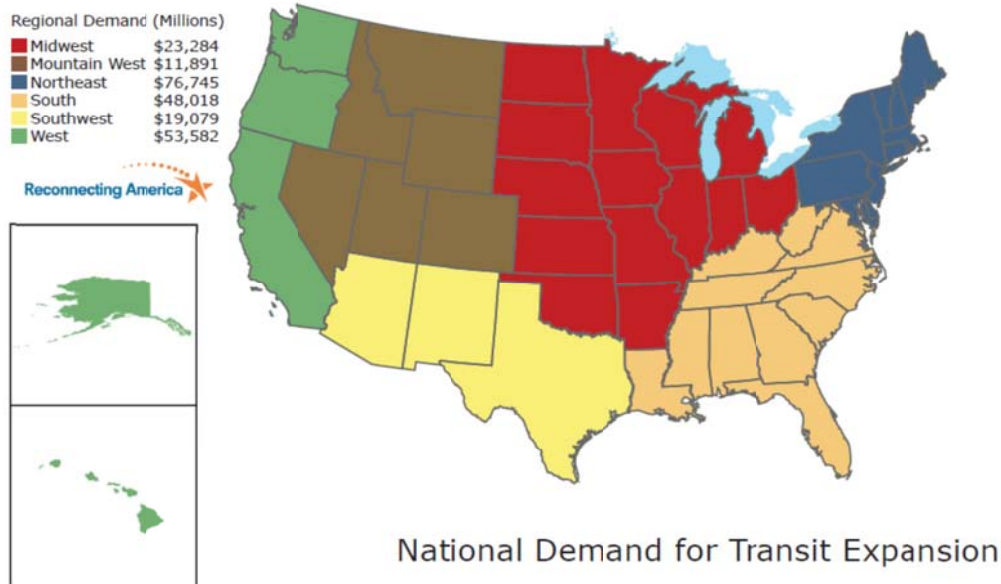 Regional Demand (Millions)
Midwest $23,284
Mountain West $11,891
Northeast $76,745
South $48,018
Southwest $19,079
West $53,582
Reconnecting America
National Demand for Transit Expansion